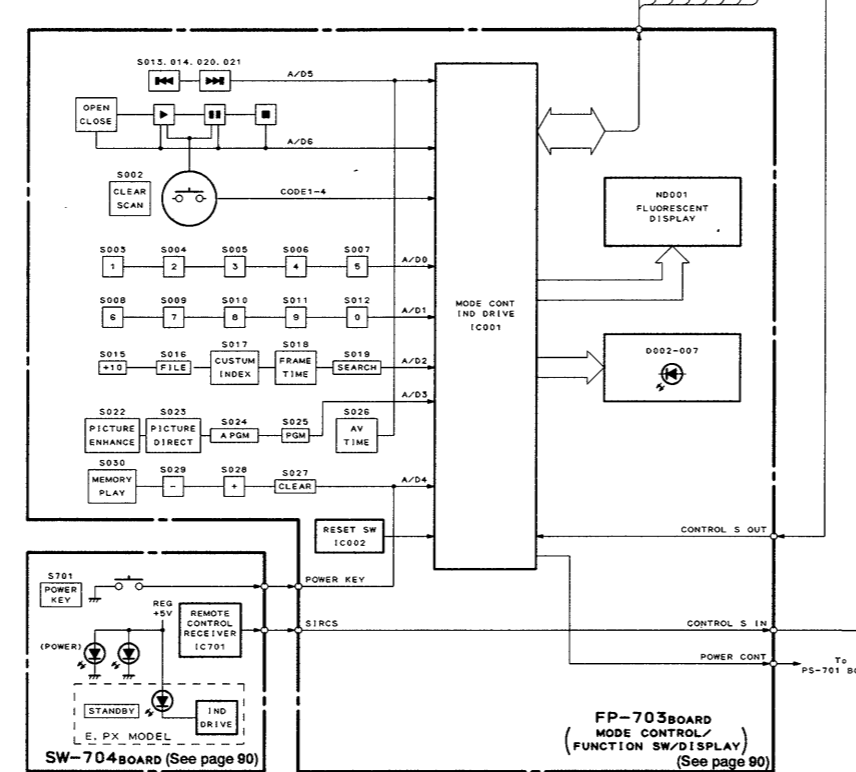 S013. 014. 020. 021
A/D5
OPEN
CLOSE
A/D6
S002
CLEAR
SCAN
CODE1-4
ND001
FLUORESCENT
DISPLAY
S003 S004 S005 S006 S007
1 2 3 4 5 A/D0
S008 S009 S010 S011 S012
6 7 8 9 0 A/D1
MODE CONT
IND DRIVE
IC001
S015 S016 S017 S018 S019
+10 FILE CUSTUM INDEX FRAME TIME SEARCH A/D2
D002-007
A/D3
S022 S023 S024 S025 S026
PICTURE ENHANCE PICTURE DIRECT A PGM PGM AV TIME
S030 S029 S028 S027
MEMORY PLAY - + CLEAR A/D4
RESET SW
IC002
CONTROL S OUT
S701
POWER
KEY
POWER KEY
REG
+5V
REMOTE
CONTROL
RECEIVER
IC701
SIRCS
CONTROL S IN
(POWER)
POWER CONT
To
PS-701 BO
STANDBY
IND
DRIVE
E, PX MODEL
SW-704 BOARD (See page 90)
FP-703 BOARD
(MODE CONTROL/
FUNCTION SW/DISPLAY)
(See page 90)